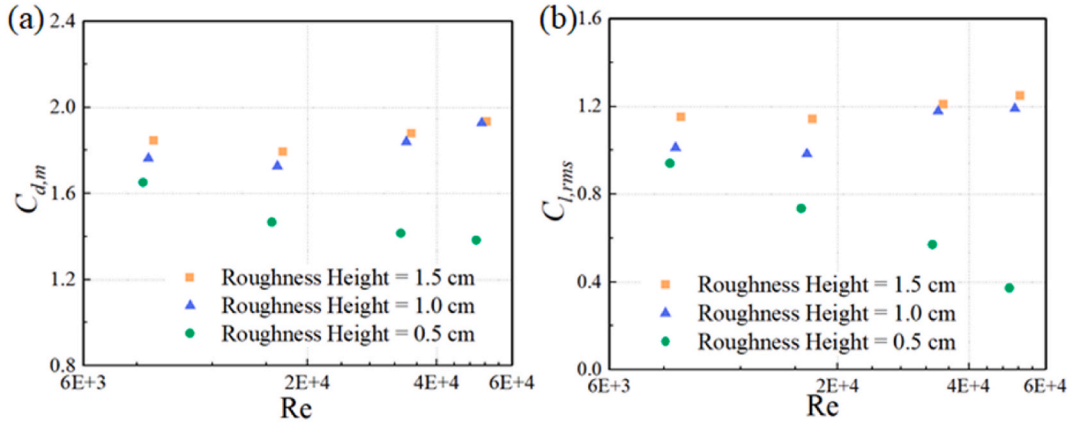 (a)
2.4
2.0
1.6
1.2
0.8
C_{d,m}
Roughness Height = 1.5 cm
Roughness Height = 1.0 cm
Roughness Height = 0.5 cm
6E+3
2E+4
4E+4
6E+4
Re
(b)
1.6
1.2
0.8
0.4
0.0
C_{l,rms}
Roughness Height = 1.5 cm
Roughness Height = 1.0 cm
Roughness Height = 0.5 cm
6E+3
2E+4
4E+4
6E+4
Re